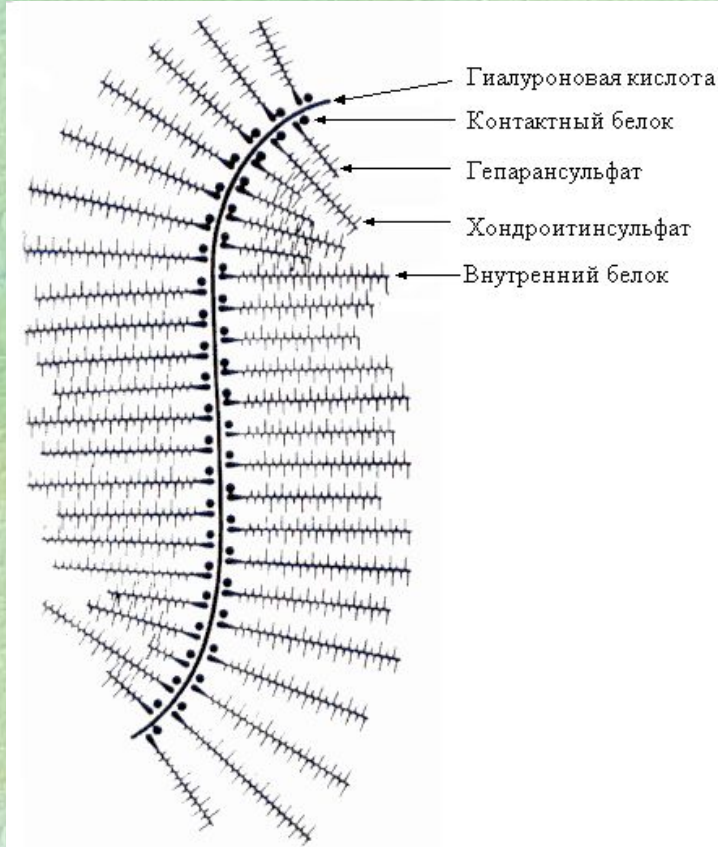 Гиалуроновая кислота
Контактный белок
Гепарансульфат
Хондроитинсульфат
Внутренний белок